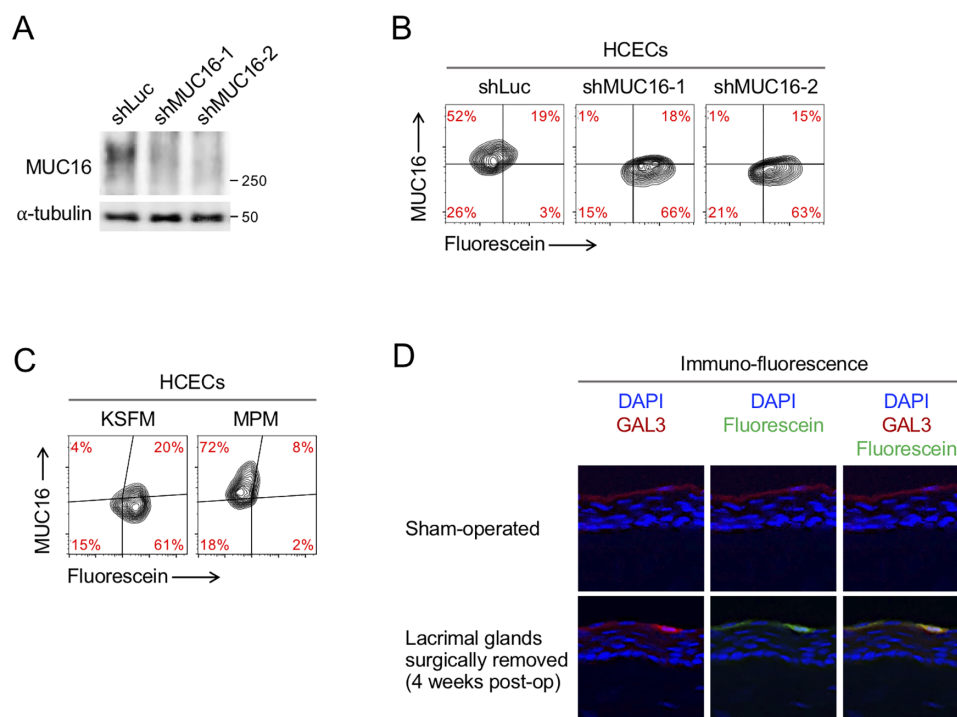 A
shLuc
shMUC16-1
shMUC16-2
MUC16
250
α-tubulin
50
B
HCECs
shLuc
shMUC16-1
shMUC16-2
52% 19%
1% 18%
1% 15%
MUC16
26% 3%
15% 66%
21% 63%
Fluorescein
C
HCECs
KSFM
MPM
4% 20%
72% 8%
MUC16
15% 61%
18% 2%
Fluorescein
D
Immuno-fluorescence
DAPI
GAL3
DAPI
Fluorescein
DAPI
GAL3
Fluorescein
Sham-operated
Lacrimal glands
surgically removed
(4 weeks post-op)